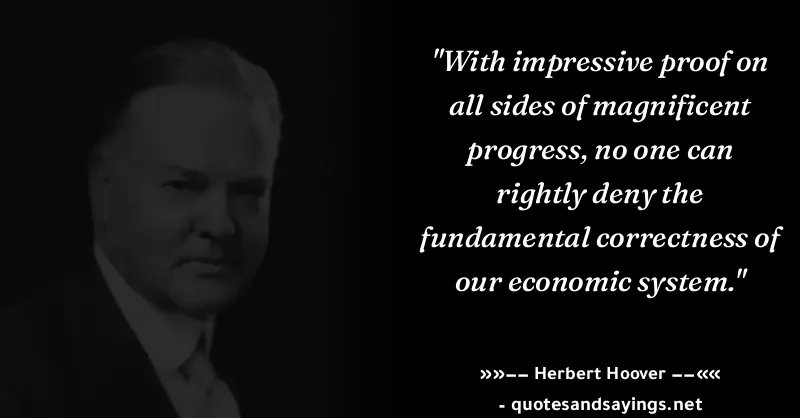 "With impressive proof on
all sides of magnificent
progress, no one can
rightly deny the
fundamental correctness of
our economic system."
»»−− Herbert Hoover −−««
- quotesandsayings.net